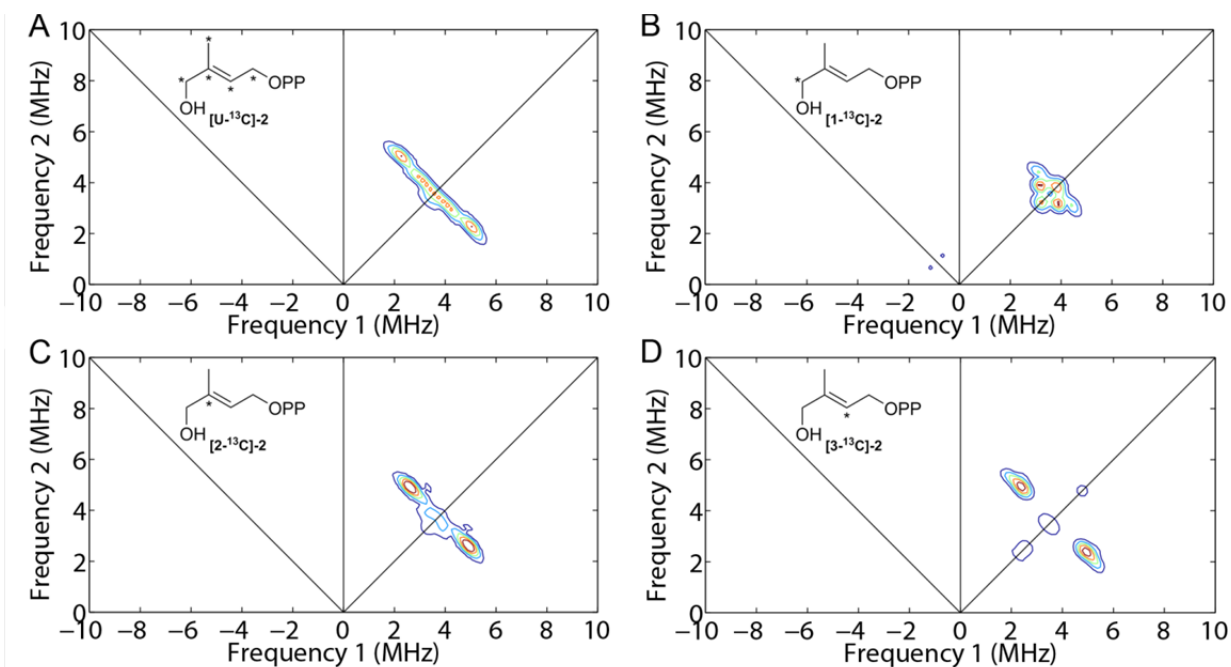 A
B
10 10
8 8
6 6
4 4
2 2
0 0
Frequency 2 (MHz) Frequency 2 (MHz)
* * * * *
OPP
OH [U-¹³C]-2
*
OPP
OH [1-¹³C]-2
−10 −8 −6 −4 −2 0 2 4 6 8 10
−10 −8 −6 −4 −2 0 2 4 6 8 10
Frequency 1 (MHz) Frequency 1 (MHz)
C
D
10 10
8 8
6 6
4 4
2 2
0 0
Frequency 2 (MHz) Frequency 2 (MHz)
*
OPP
OH [2-¹³C]-2
*
OPP
OH [3-¹³C]-2
−10 −8 −6 −4 −2 0 2 4 6 8 10
−10 −8 −6 −4 −2 0 2 4 6 8 10
Frequency 1 (MHz) Frequency 1 (MHz)